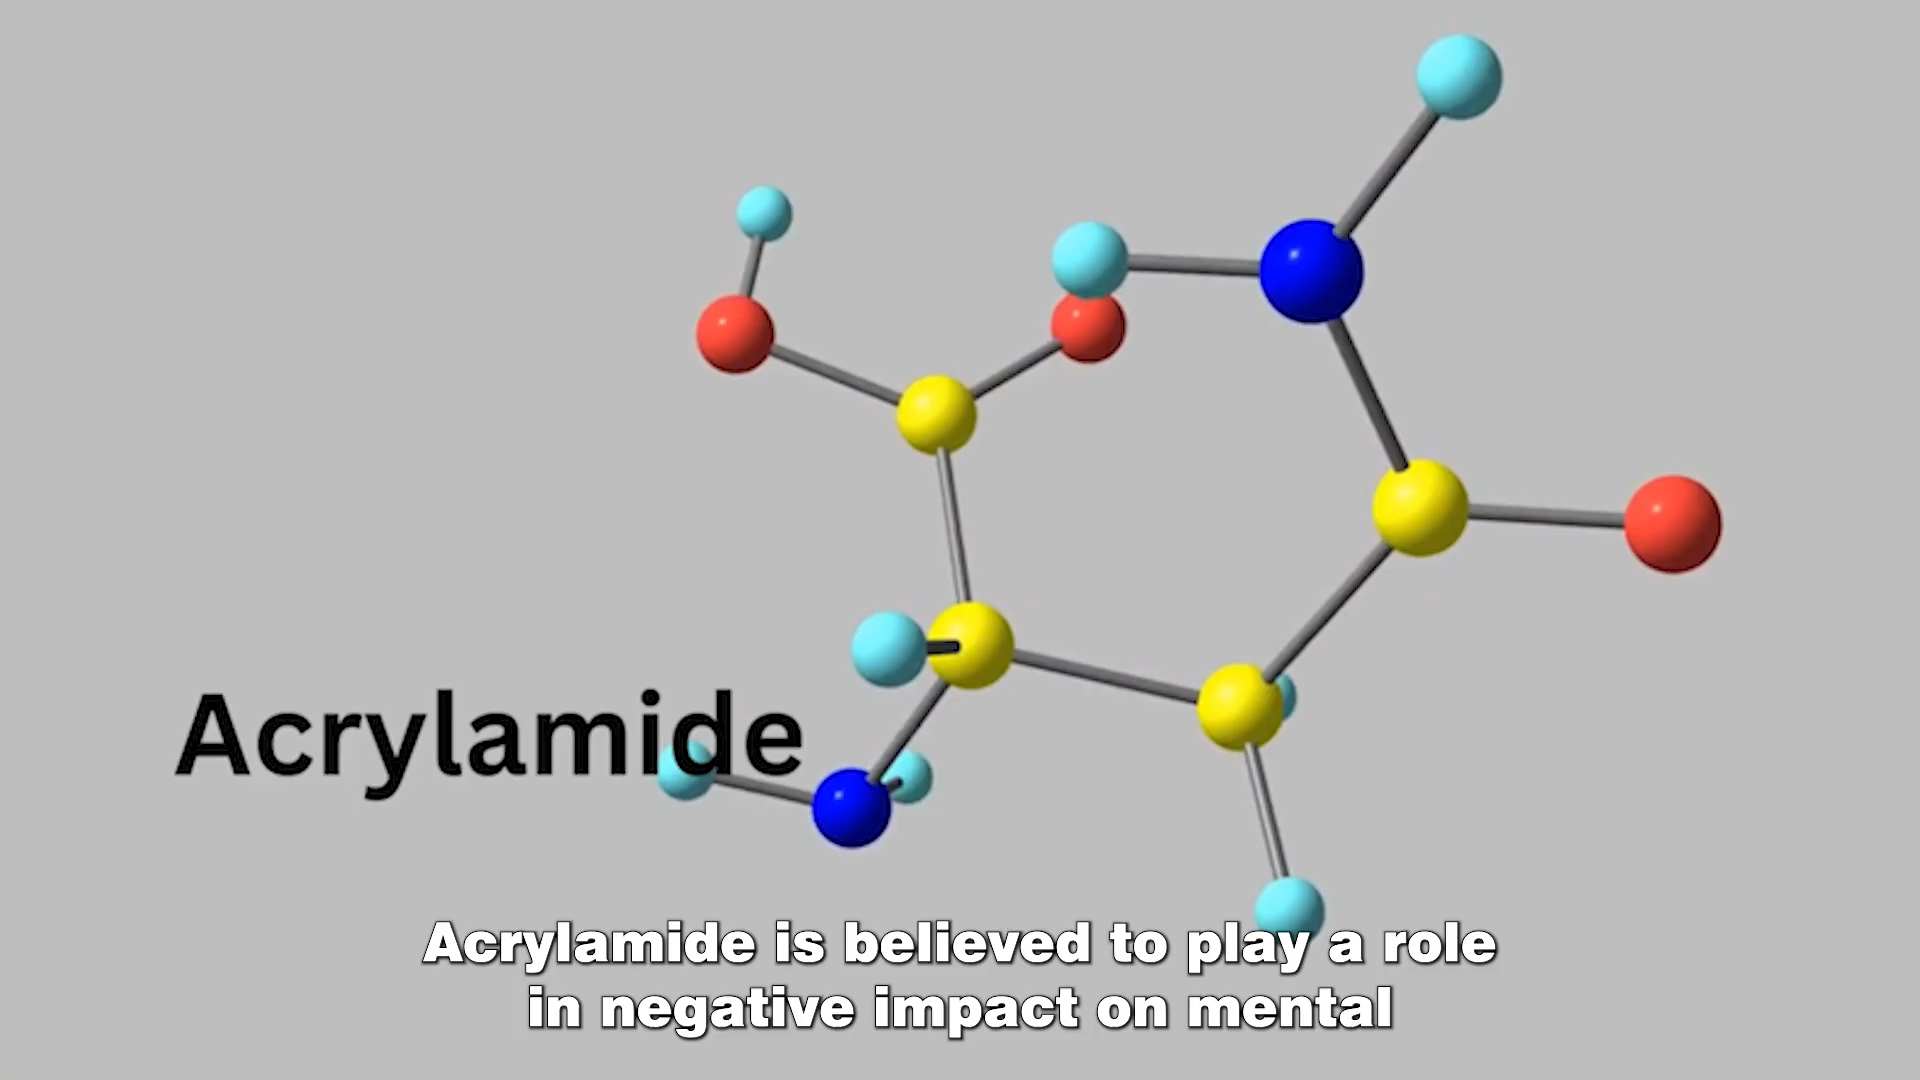 Acrylamide
Acrylamide is believed to play a role
in negative impact on mental